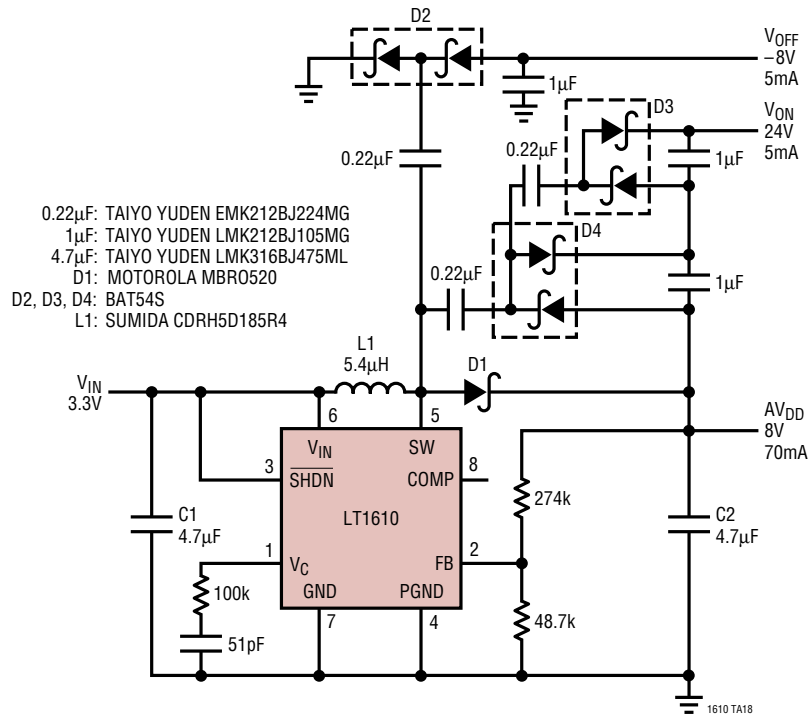 D2
VOFF
–8V
5mA
1µF
D3
VON
24V
5mA
0.22µF
0.22µF
1µF
D4
0.22µF
1µF
0.22µF: TAIYO YUDEN EMK212BJ224MG
1µF: TAIYO YUDEN LMK212BJ105MG
4.7µF: TAIYO YUDEN LMK316BJ475ML
D1: MOTOROLA MBRO520
D2, D3, D4: BAT54S
L1: SUMIDA CDRH5D185R4
L1
5.4µH
D1
VIN
3.3V
6
5
VIN
SW
AVDD
8V
70mA
3
SHDN
COMP
8
274k
C1
4.7µF
LT1610
C2
4.7µF
1
VC
FB
2
100k
GND
PGND
48.7k
7
4
51pF
1610 TA18